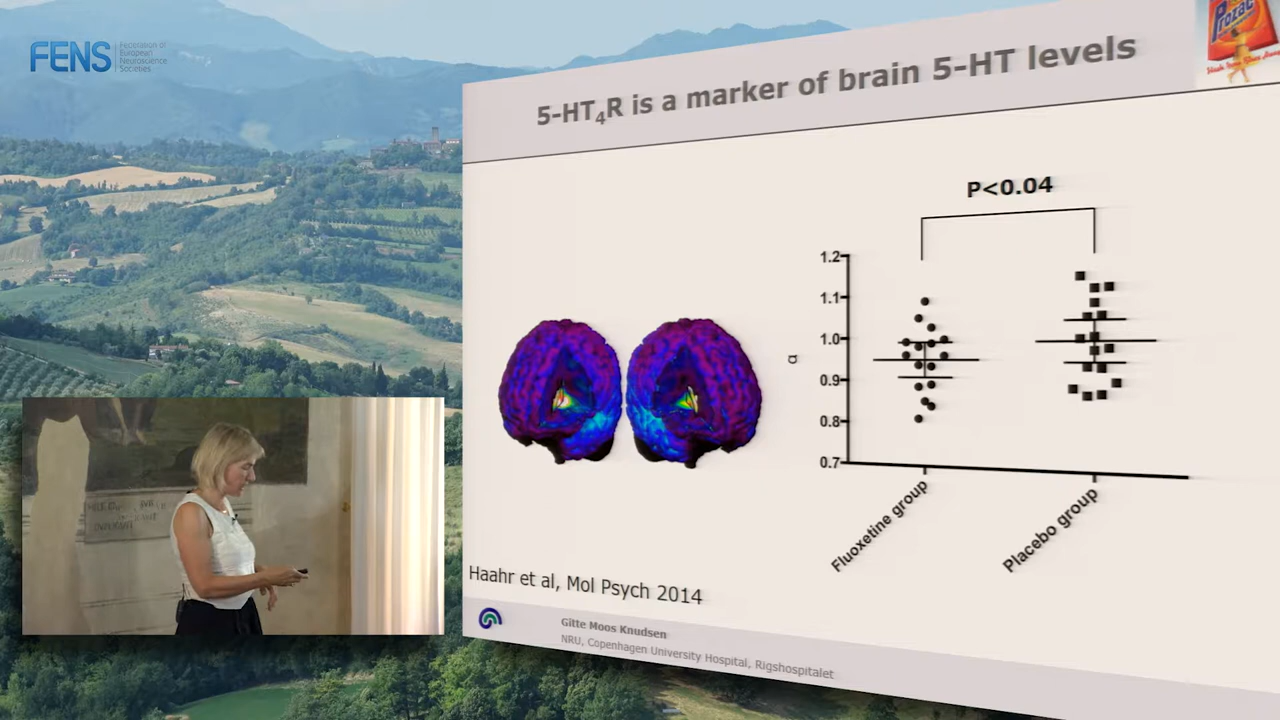 FENS
Federation of
European
Neuroscience
Societies
Prozac
5-HT₄R is a marker of brain 5-HT levels
P<0.04
1.2
1.1
1.0
0.9
0.8
0.7
α
Fluoxetine group
Placebo group
Haahr et al, Mol Psych 2014
Gitte Moos Knudsen
NRU, Copenhagen University Hospital, Rigshospitalet